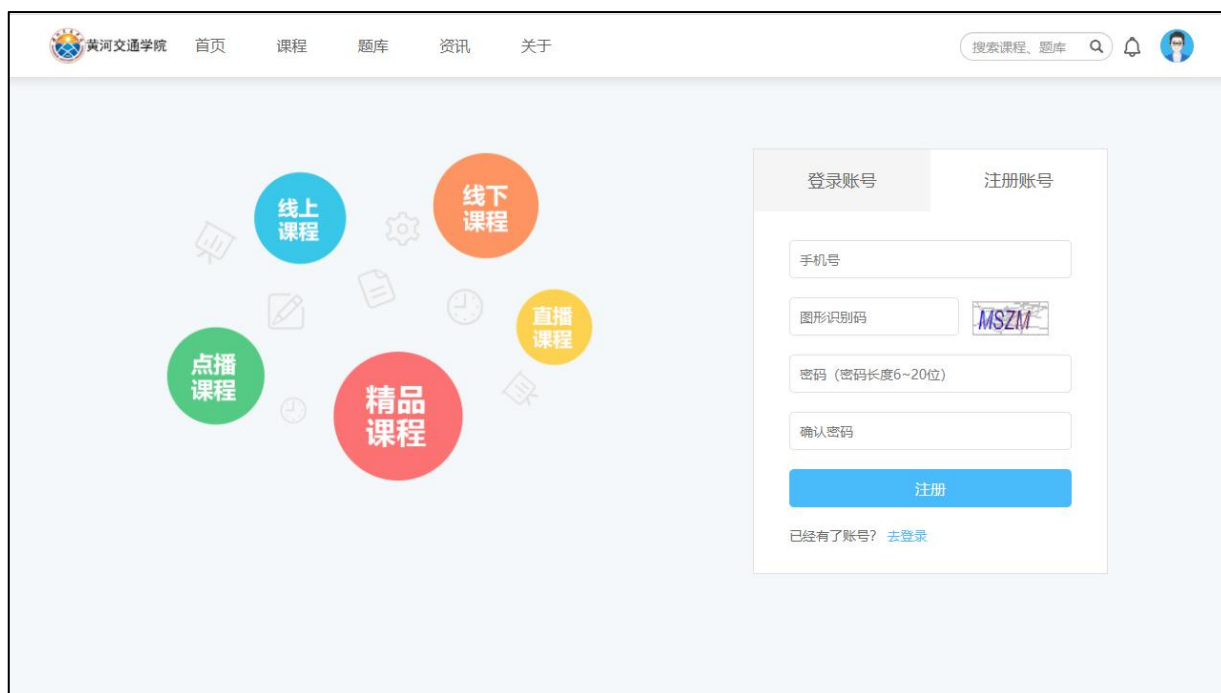 黄河交通学院
首页
课程
题库
资讯
关于
搜索课程、题库
线上
课程
线下
课程
直播
课程
点播
课程
精品
课程
登录账号
注册账号
手机号
图形识别码
MSZM
密码（密码长度6~20位）
确认密码
注册
已经有了账号？ 去登录